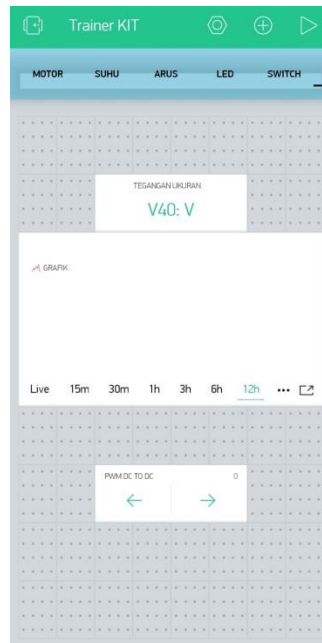 Trainer KIT
MOTOR SUHU ARUS LED SWITCH
TEGANGAN UKURAN
V40: V
GRAFIK
Live 15m 30m 1h 3h 6h 12h
PWM DC TO DC 0